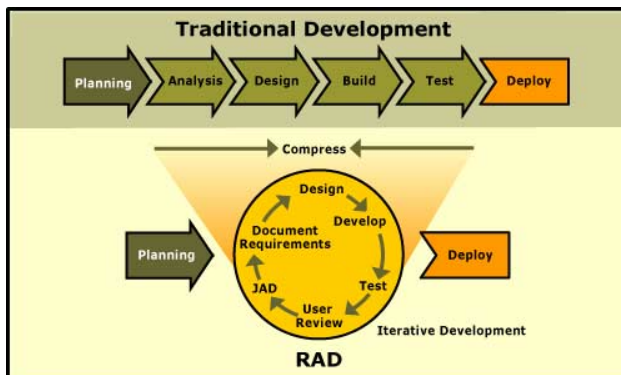 Traditional Development
Planning
Analysis
Design
Build
Test
Deploy
Compress
Design
Develop
Test
User
Review
JAD
Document
Requirements
Planning
Deploy
Iterative Development
RAD